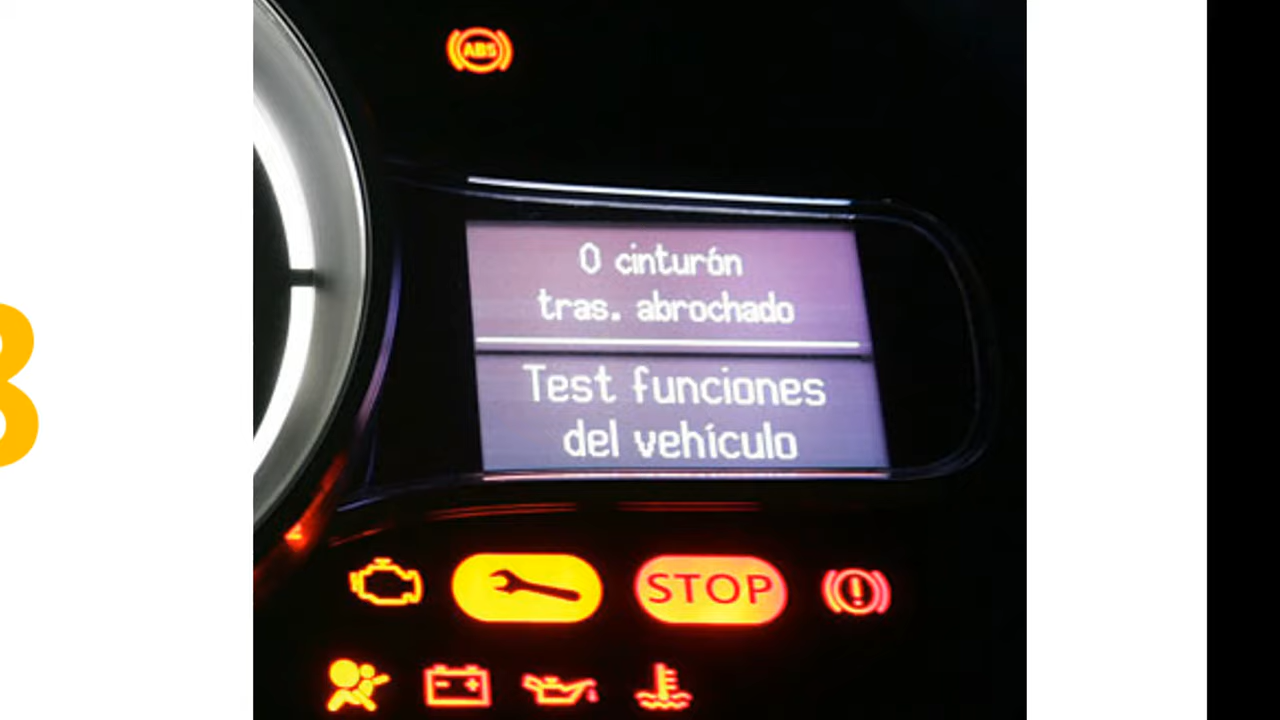 ABS
0 cinturón
tras. abrochado
Test funciones
del vehículo
STOP